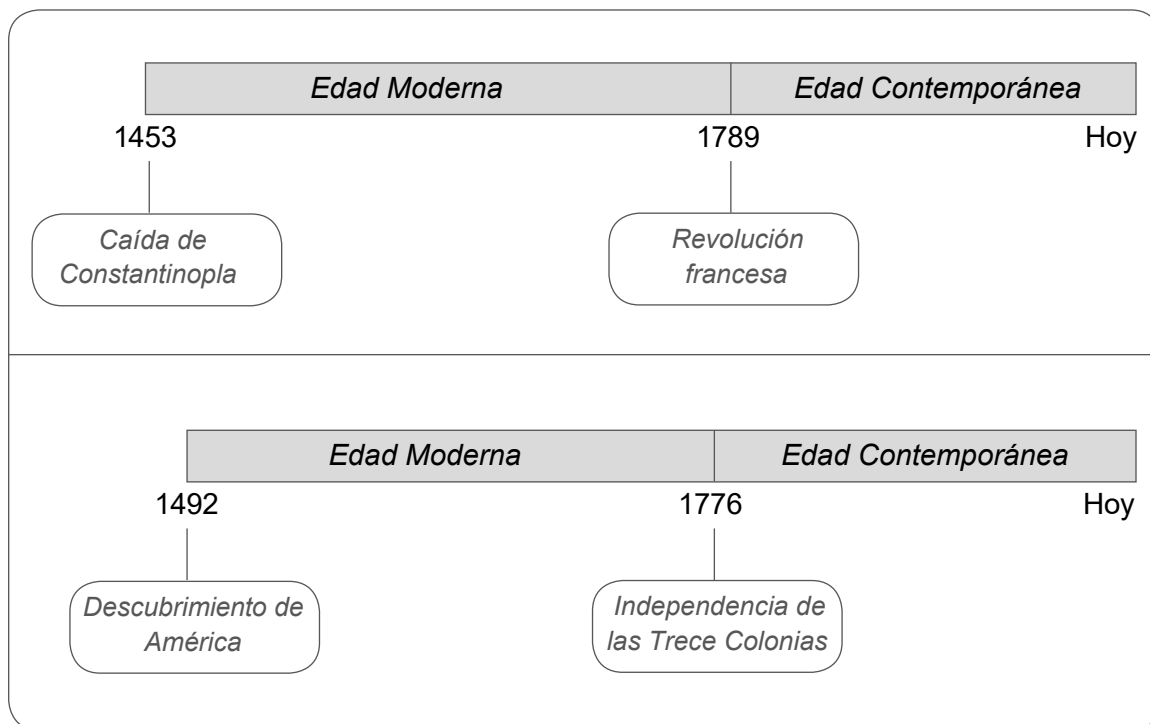 Edad Moderna Edad Contemporánea
1453 1789 Hoy
Caída de
Constantinopla
Revolución
francesa
Edad Moderna Edad Contemporánea
1492 1776 Hoy
Descubrimiento de
América
Independencia de
las Trece Colonias